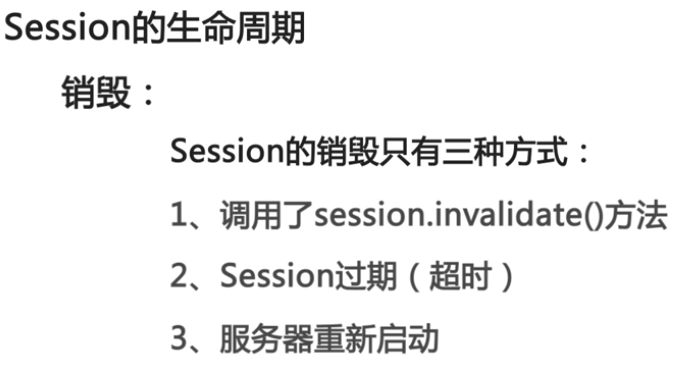 Session的生命周期
销毁：
Session的销毁只有三种方式：
1、调用了session.invalidate()方法
2、Session过期（超时）
3、服务器重新启动